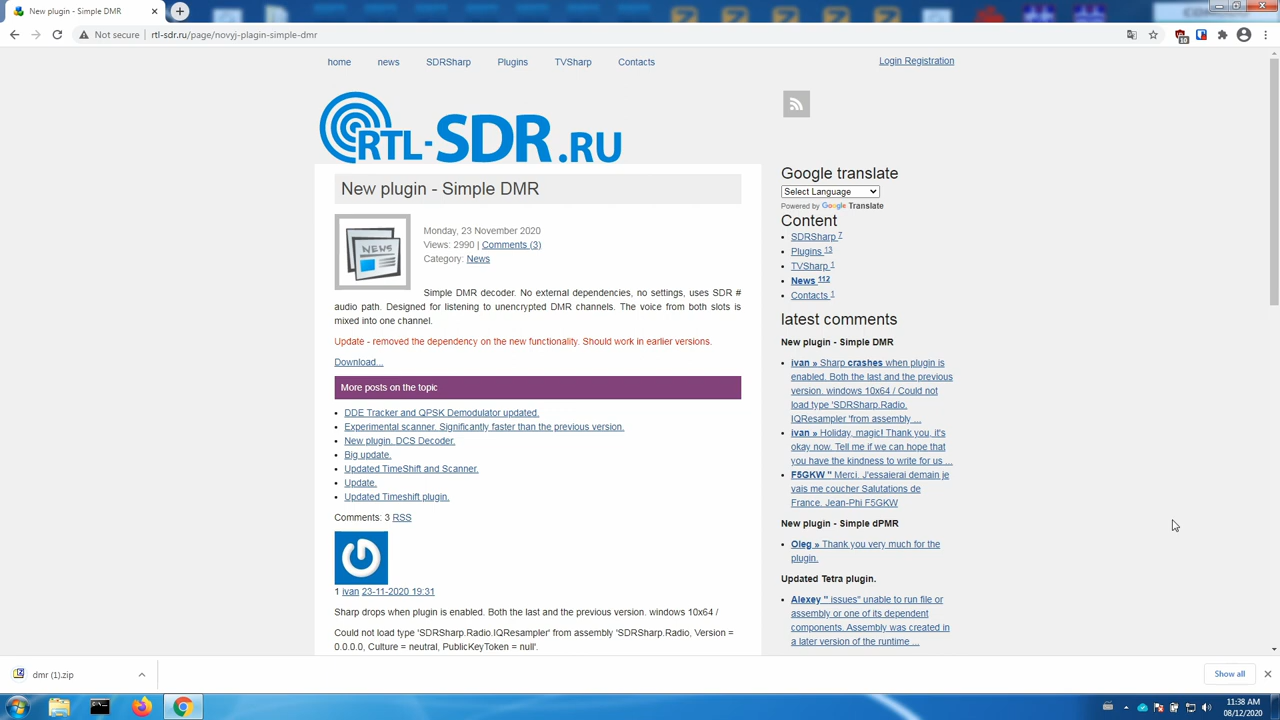 New plugin - Simple DMR
Not secure | rtl-sdr.ru/page/novyj-plagin-simple-dmr
10
home news SDRSharp Plugins TVSharp Contacts
Login Registration
RTL-SDR.RU
New plugin - Simple DMR
NEWS
Monday, 23 November 2020
Views: 2990 | Comments (3)
Category: News
Simple DMR decoder. No external dependencies, no settings, uses SDR #
audio path. Designed for listening to unencrypted DMR channels. The voice from both slots is
mixed into one channel.
Update - removed the dependency on the new functionality. Should work in earlier versions.
Download...
More posts on the topic
DDE Tracker and QPSK Demodulator updated.
Experimental scanner. Significantly faster than the previous version.
New plugin. DCS Decoder.
Big update.
Updated TimeShift and Scanner.
Update.
Updated Timeshift plugin.
Comments: 3 RSS
1 ivan 23-11-2020 19:31
Sharp drops when plugin is enabled. Both the last and the previous version. windows 10x64 /
Could not load type 'SDRSharp.Radio.IQResampler' from assembly 'SDRSharp.Radio, Version =
0.0.0.0, Culture = neutral, PublicKeyToken = null'.
Google translate
Select Language
Powered by Google Translate
Content
SDRSharp 7
Plugins 13
TVSharp 1
News 112
Contacts 1
latest comments
New plugin - Simple DMR
ivan » Sharp crashes when plugin is
enabled. Both the last and the previous
version. windows 10x64 / Could not
load type 'SDRSharp.Radio.
IQResampler 'from assembly ...
ivan » Holiday, magic! Thank you, it's
okay now. Tell me if we can hope that
you have the kindness to write for us ...
F5GKW " Merci. J'essaierai demain je
vais me coucher Salutations de
France. Jean-Phi F5GKW
New plugin - Simple dPMR
Oleg » Thank you very much for the
plugin.
Updated Tetra plugin.
Alexey " issues" unable to run file or
assembly or one of its dependent
components. Assembly was created in
a later version of the runtime ...
dmr (1).zip
Show all
11:38 AM
08/12/2020